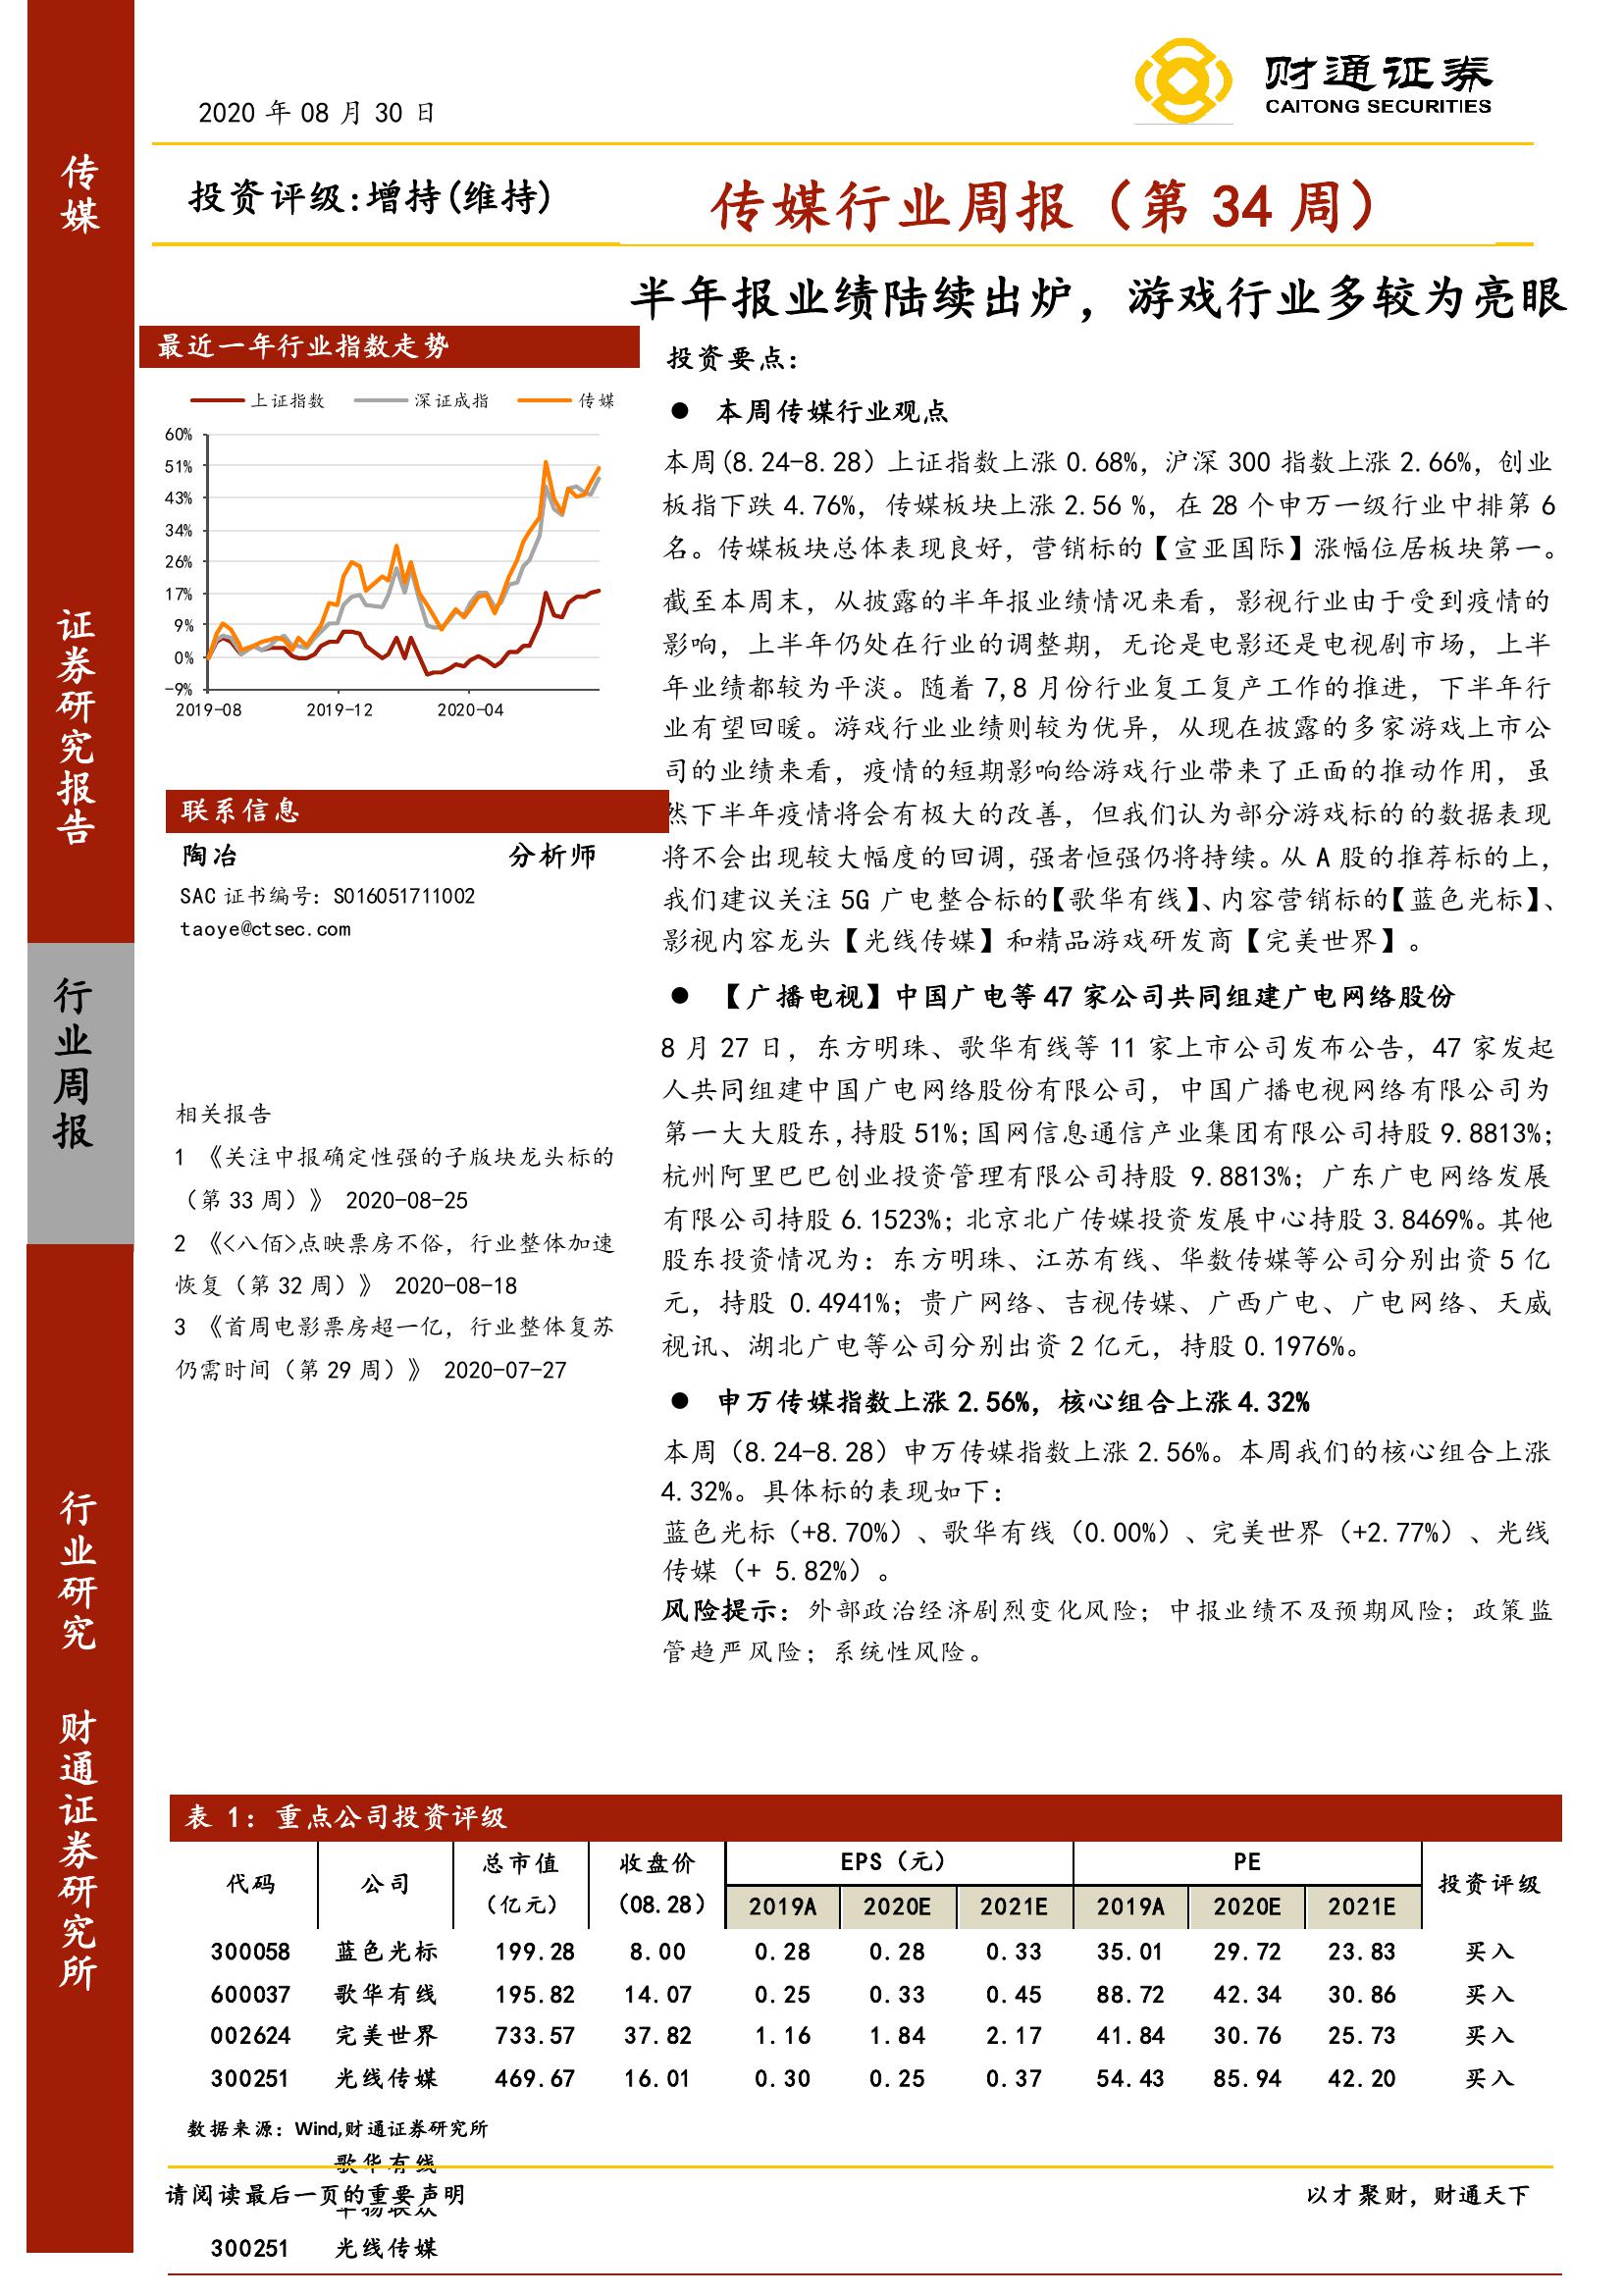 财通证券
CAITONG SECURITIES
2020 年 08 月 30 日
投资评级:增持(维持)
传媒行业周报（第 34 周）
半年报业绩陆续出炉，游戏行业多较为亮眼
传媒
证券研究报告
行业周报
行业研究
财通证券研究所
最近一年行业指数走势
上证指数 深证成指 传媒
60%
51%
43%
34%
26%
17%
9%
0%
-9%
2019-08 2019-12 2020-04
联系信息
陶冶 分析师
SAC 证书编号：S016051711002
taoye@ctsec.com
相关报告
1 《关注中报确定性强的子版块龙头标的
（第 33 周）》 2020-08-25
2 《<八佰>点映票房不俗，行业整体加速
恢复（第 32 周）》 2020-08-18
3 《首周电影票房超一亿，行业整体复苏
仍需时间（第 29 周）》 2020-07-27
投资要点：
● 本周传媒行业观点
本周(8.24-8.28）上证指数上涨 0.68%，沪深 300 指数上涨 2.66%，创业
板指下跌 4.76%，传媒板块上涨 2.56 %，在 28 个申万一级行业中排第 6
名。传媒板块总体表现良好，营销标的【宣亚国际】涨幅位居板块第一。
截至本周末，从披露的半年报业绩情况来看，影视行业由于受到疫情的
影响，上半年仍处在行业的调整期，无论是电影还是电视剧市场，上半
年业绩都较为平淡。随着 7,8 月份行业复工复产工作的推进，下半年行
业有望回暖。游戏行业业绩则较为优异，从现在披露的多家游戏上市公
司的业绩来看，疫情的短期影响给游戏行业带来了正面的推动作用，虽
然下半年疫情将会有极大的改善，但我们认为部分游戏标的的数据表现
将不会出现较大幅度的回调，强者恒强仍将持续。从 A 股的推荐标的上，
我们建议关注 5G 广电整合标的【歌华有线】、内容营销标的【蓝色光标】、
影视内容龙头【光线传媒】和精品游戏研发商【完美世界】。
● 【广播电视】中国广电等 47 家公司共同组建广电网络股份
8 月 27 日，东方明珠、歌华有线等 11 家上市公司发布公告，47 家发起
人共同组建中国广电网络股份有限公司，中国广播电视网络有限公司为
第一大大股东，持股 51%；国网信息通信产业集团有限公司持股 9.8813%；
杭州阿里巴巴创业投资管理有限公司持股 9.8813%；广东广电网络发展
有限公司持股 6.1523%；北京北广传媒投资发展中心持股 3.8469%。其他
股东投资情况为：东方明珠、江苏有线、华数传媒等公司分别出资 5 亿
元，持股 0.4941%；贵广网络、吉视传媒、广西广电、广电网络、天威
视讯、湖北广电等公司分别出资 2 亿元，持股 0.1976%。
● 申万传媒指数上涨 2.56%，核心组合上涨 4.32%
本周（8.24-8.28）申万传媒指数上涨 2.56%。本周我们的核心组合上涨
4.32%。具体标的表现如下：
蓝色光标（+8.70%）、歌华有线（0.00%）、完美世界（+2.77%）、光线
传媒（+ 5.82%）。
风险提示：外部政治经济剧烈变化风险；中报业绩不及预期风险；政策监
管趋严风险；系统性风险。
表 1：重点公司投资评级
代码 公司 总市值（亿元） 收盘价（08.28） EPS（元） PE 投资评级
2019A 2020E 2021E 2019A 2020E 2021E
300058 蓝色光标 199.28 8.00 0.28 0.28 0.33 35.01 29.72 23.83 买入
600037 歌华有线 195.82 14.07 0.25 0.33 0.45 88.72 42.34 30.86 买入
002624 完美世界 733.57 37.82 1.16 1.84 2.17 41.84 30.76 25.73 买入
300251 光线传媒 469.67 16.01 0.30 0.25 0.37 54.43 85.94 42.20 买入
数据来源：Wind,财通证券研究所
歌华有线
请阅读最后一页的重要声明 以才聚财，财通天下
300251 光线传媒